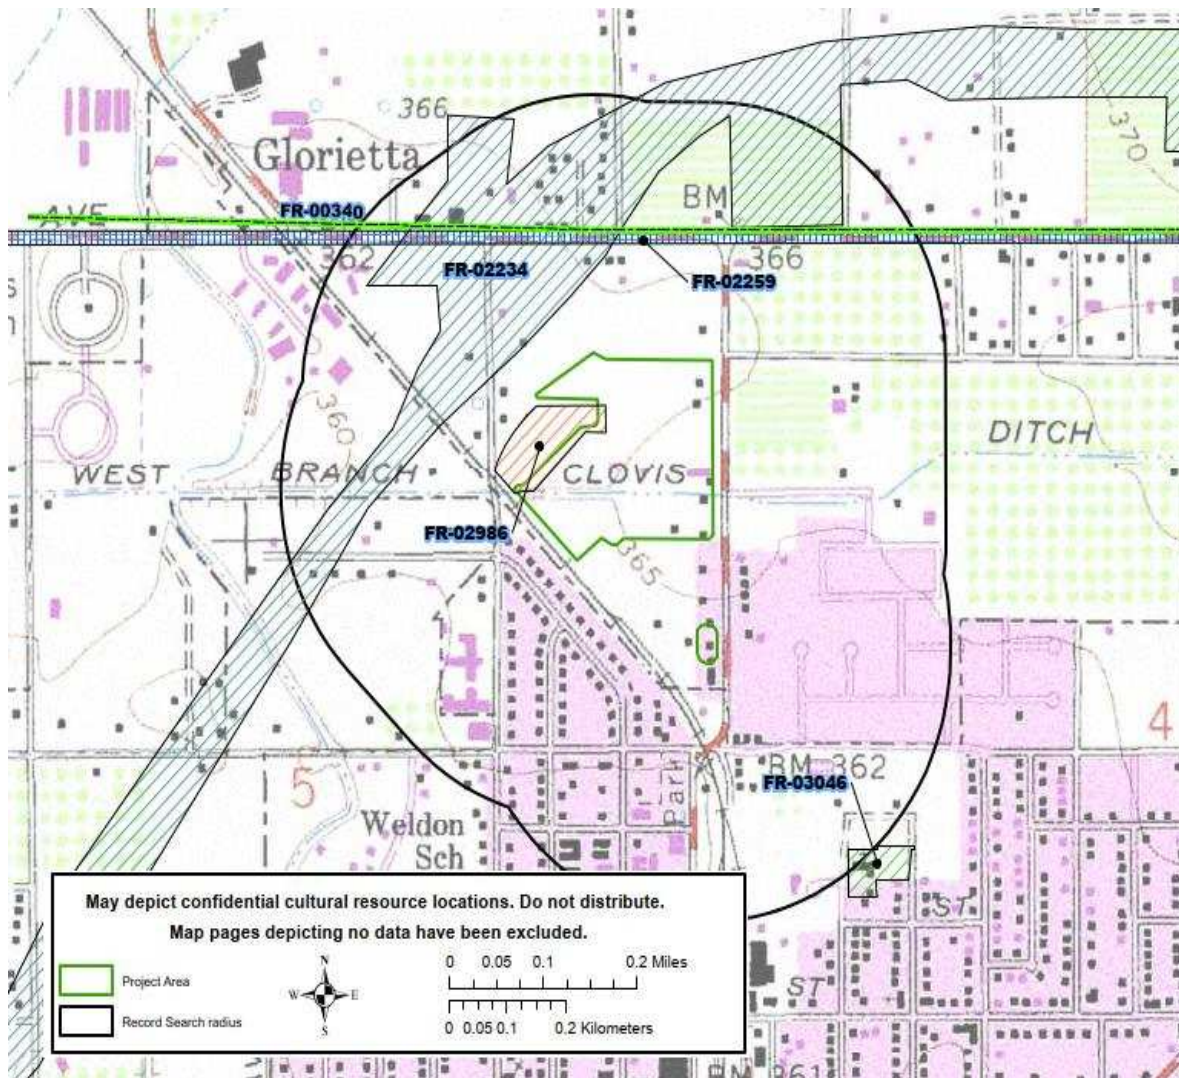 366
Glorietta
370
BM
AVE
FR-00340
362
FR-02234
366
FR-02259
360
DITCH
WEST
BRANCH
CLOVIS
FR-02986
365
4
BM 362
5
FR-03046
Park
Weldon
Sch
ST
ST
May depict confidential cultural resource locations. Do not distribute.
Map pages depicting no data have been excluded.
N
W
E
S
0 0.05 0.1 0.2 Miles
0 0.05 0.1 0.2 Kilometers
Project Area
Record Search radius
BM 361